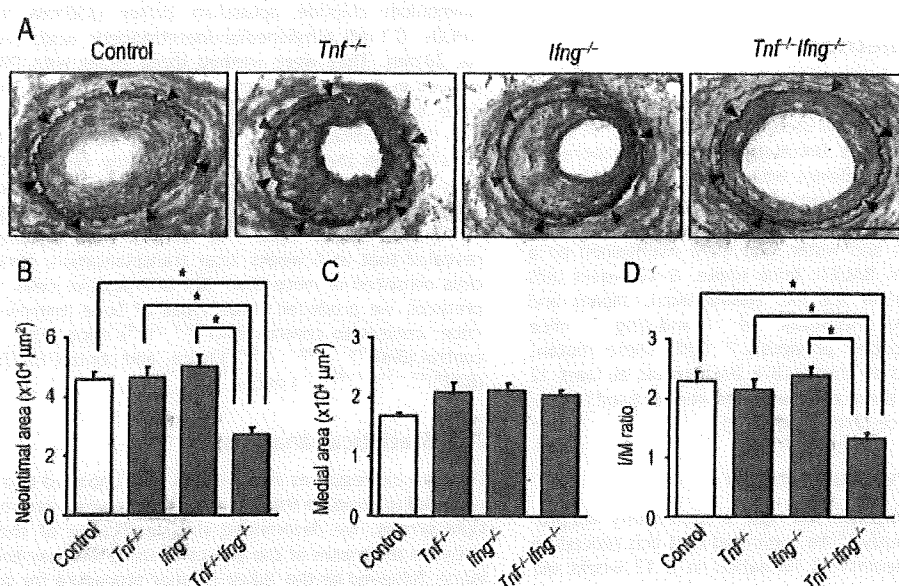 A
Control
Tnf-/-
Ifng-/-
Tnf-/-Ifng-/-
B
Neointimal area (x10⁴ µm²)
6
4
2
0
*
*
*
Control
Tnf-/-
Ifng-/-
Tnf-/-Ifng-/-
C
Medial area (x10⁴ µm²)
3
2
1
0
Control
Tnf-/-
Ifng-/-
Tnf-/-Ifng-/-
D
I/M ratio
3
2
1
0
*
*
*
Control
Tnf-/-
Ifng-/-
Tnf-/-Ifng-/-